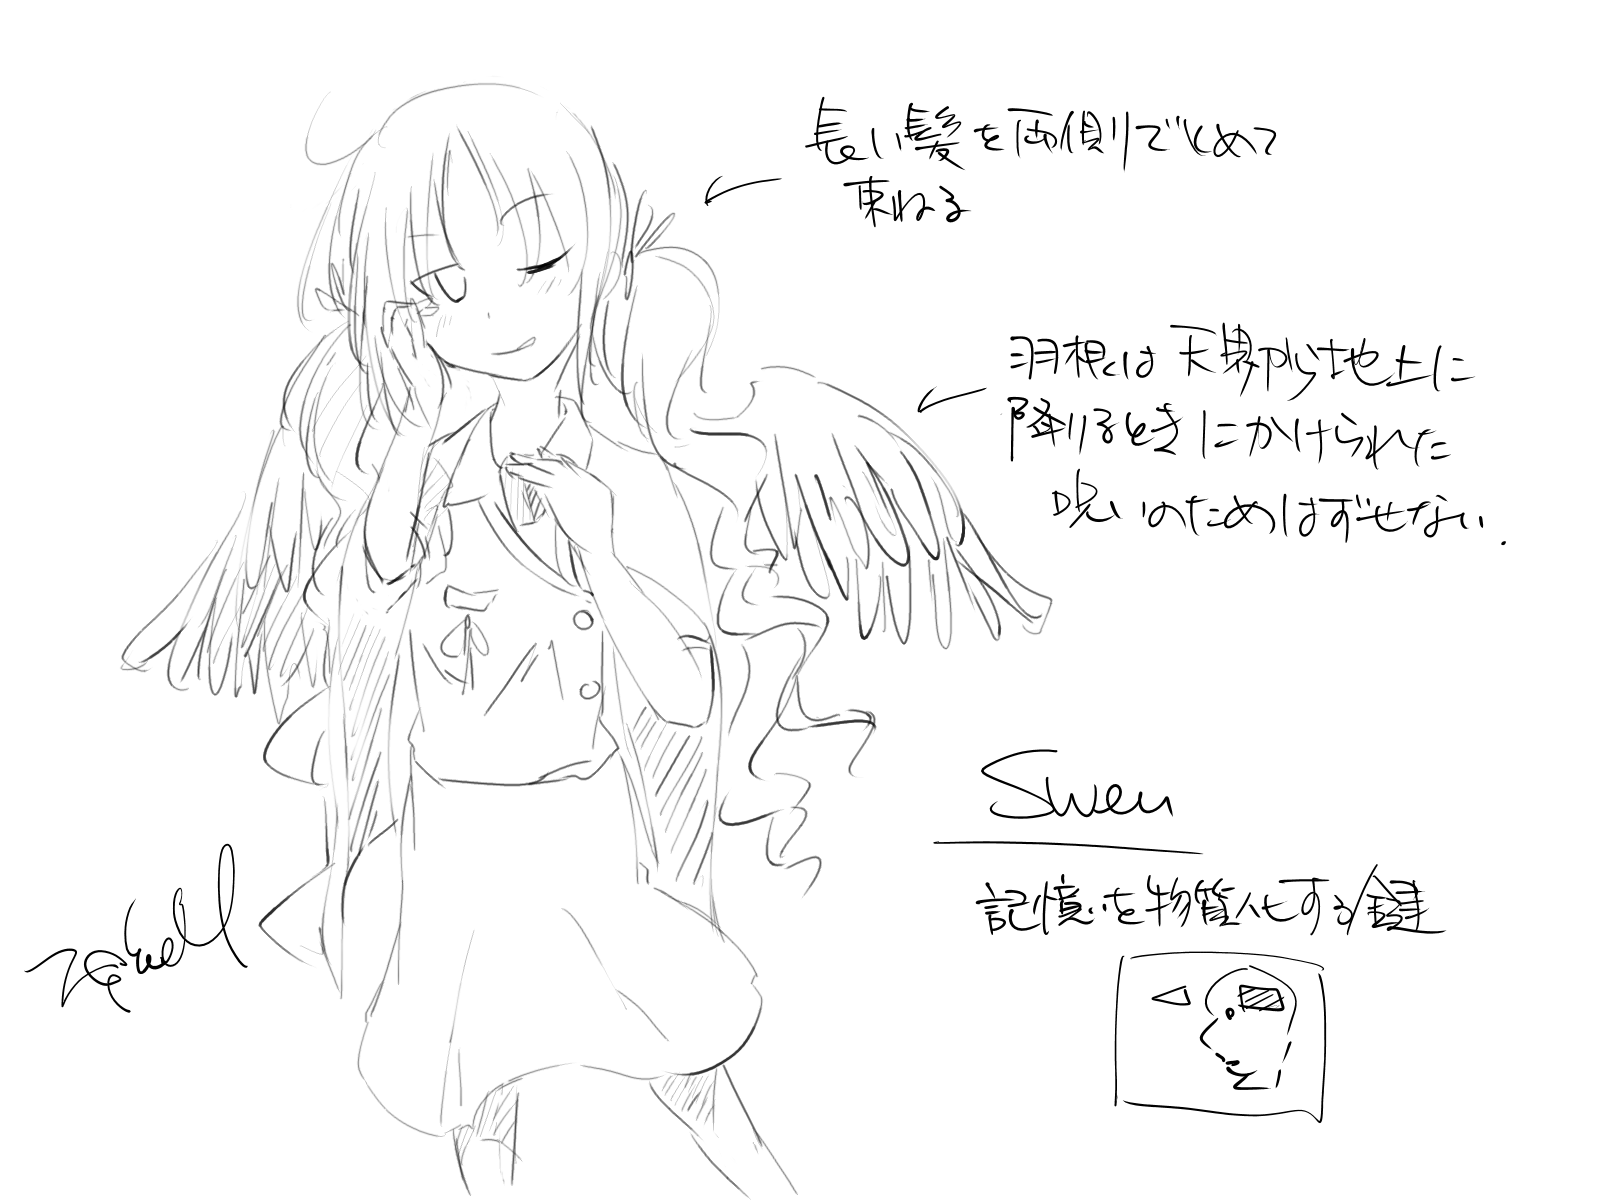 長い髪を両側りでとめて
束ねる
羽根は天界から地上に
降りるときにかけられた
呪いのためはずせない.
Swen
記憶を物質化する鍵